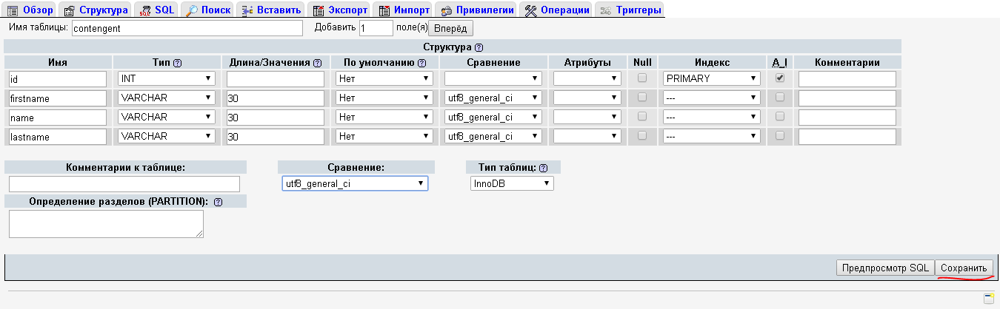 Обзор Структура SQL Поиск Вставить Экспорт Импорт Привилегии Операции Триггеры
Имя таблицы: contengent Добавить 1 поле(я) Вперёд
Структура
Имя Тип Длина/Значения По умолчанию Сравнение Атрибуты Null Индекс A_I Комментарии
id INT Нет PRIMARY
firstname VARCHAR 30 Нет utf8_general_ci ---
name VARCHAR 30 Нет utf8_general_ci ---
lastname VARCHAR 30 Нет utf8_general_ci ---
Комментарии к таблице: Сравнение: Тип таблиц:
utf8_general_ci InnoDB
Определение разделов (PARTITION):
Предпросмотр SQL Сохранить